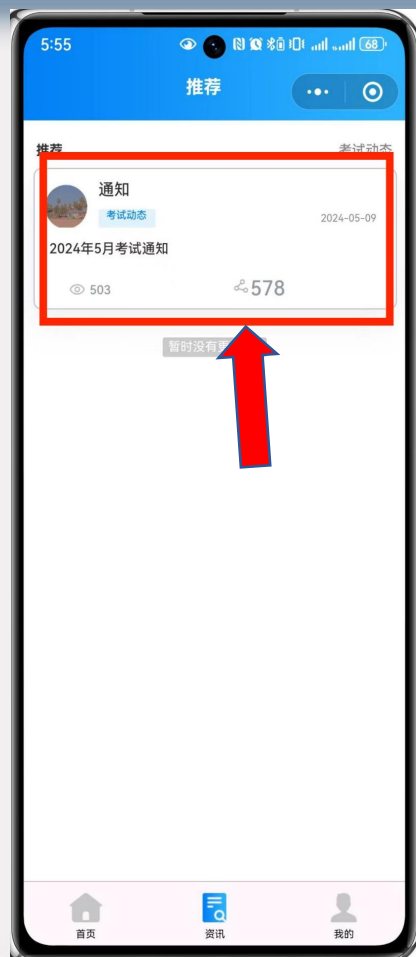 5:55
68
推荐
推荐 考试动态
通知
考试动态 2024-05-09
2024年5月考试通知
503 578
暂时没有更
首页 资讯 我的